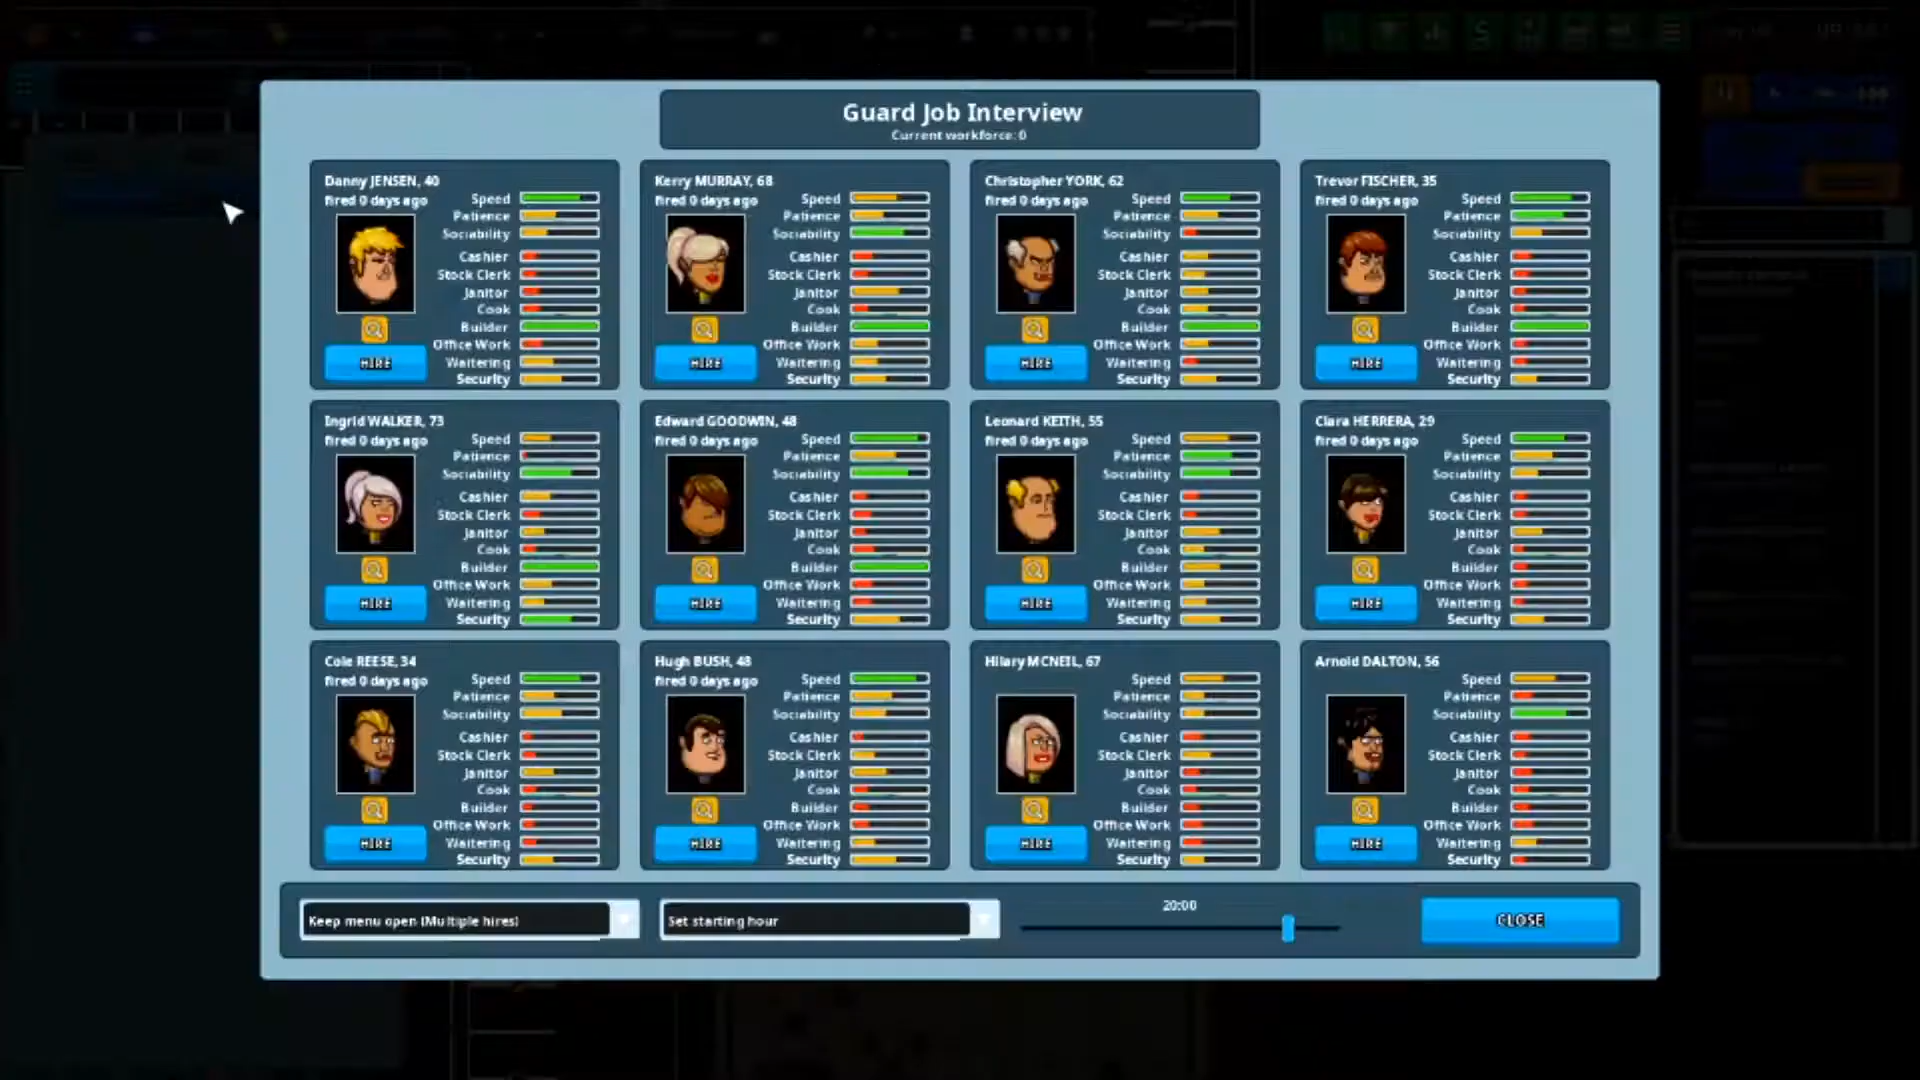 Guard Job Interview
Current workforce: 0
Danny JENSEN, 40
fired 0 days ago
Speed
Patience
Sociability
Cashier
Stock Clerk
Janitor
Cook
Builder
Office Work
Waitering
Security
HIRE
Kerry MURRAY, 68
fired 0 days ago
Speed
Patience
Sociability
Cashier
Stock Clerk
Janitor
Cook
Builder
Office Work
Waitering
Security
HIRE
Christopher YORK, 62
fired 0 days ago
Speed
Patience
Sociability
Cashier
Stock Clerk
Janitor
Cook
Builder
Office Work
Waitering
Security
HIRE
Trevor FISCHER, 35
fired 0 days ago
Speed
Patience
Sociability
Cashier
Stock Clerk
Janitor
Cook
Builder
Office Work
Waitering
Security
HIRE
Ingrid WALKER, 73
fired 0 days ago
Speed
Patience
Sociability
Cashier
Stock Clerk
Janitor
Cook
Builder
Office Work
Waitering
Security
HIRE
Edward GOODWIN, 48
fired 0 days ago
Speed
Patience
Sociability
Cashier
Stock Clerk
Janitor
Cook
Builder
Office Work
Waitering
Security
HIRE
Leonard KEITH, 55
fired 0 days ago
Speed
Patience
Sociability
Cashier
Stock Clerk
Janitor
Cook
Builder
Office Work
Waitering
Security
HIRE
Clara HERRERA, 29
fired 0 days ago
Speed
Patience
Sociability
Cashier
Stock Clerk
Janitor
Cook
Builder
Office Work
Waitering
Security
HIRE
Cole REESE, 34
fired 0 days ago
Speed
Patience
Sociability
Cashier
Stock Clerk
Janitor
Cook
Builder
Office Work
Waitering
Security
HIRE
Hugh BUSH, 48
fired 0 days ago
Speed
Patience
Sociability
Cashier
Stock Clerk
Janitor
Cook
Builder
Office Work
Waitering
Security
HIRE
Hilary MCNEIL, 67
Speed
Patience
Sociability
Cashier
Stock Clerk
Janitor
Cook
Builder
Office Work
Waitering
Security
HIRE
Arnold DALTON, 56
Speed
Patience
Sociability
Cashier
Stock Clerk
Janitor
Cook
Builder
Office Work
Waitering
Security
HIRE
Keep menu open (Multiple hires)
Set starting hour
20:00
CLOSE